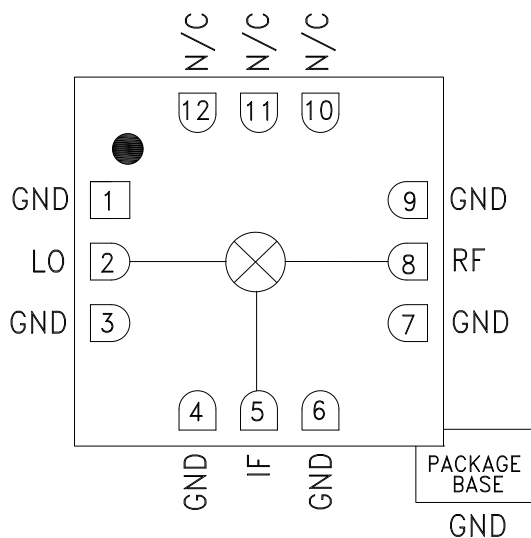 N/C N/C N/C
12 11 10
GND 1 9 GND
LO 2 8 RF
GND 3 7 GND
4 5 6
GND IF GND
PACKAGE
BASE
GND